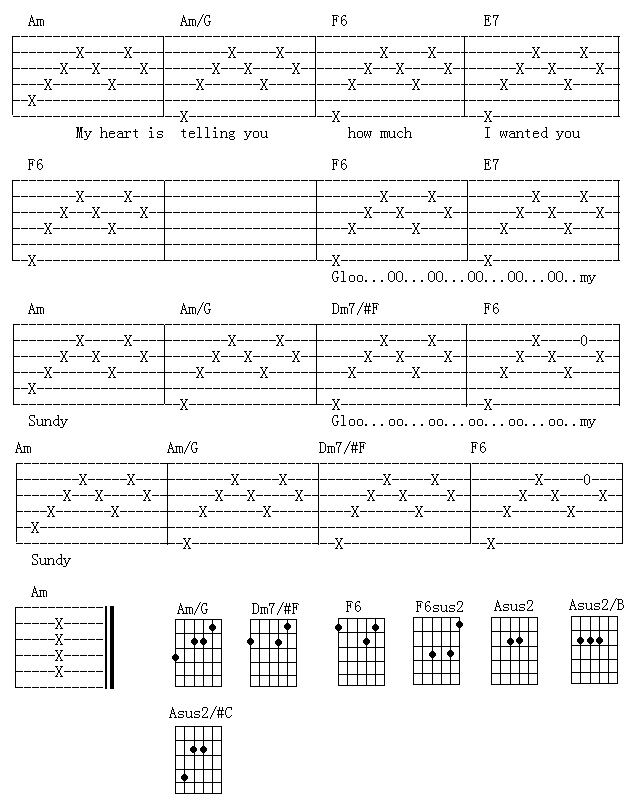 Am Am/G F6 E7
My heart is telling you how much I wanted you
F6 F6 E7
Gloo...OO...OO...OO...OO...OO...my
Am Am/G Dm7/#F F6
Sundy Gloo...oo...oo...oo...oo...oo...my
Am Am/G Dm7/#F F6
Sundy
Am Am/G Dm7/#F F6 F6sus2 Asus2 Asus2/B
Asus2/#C